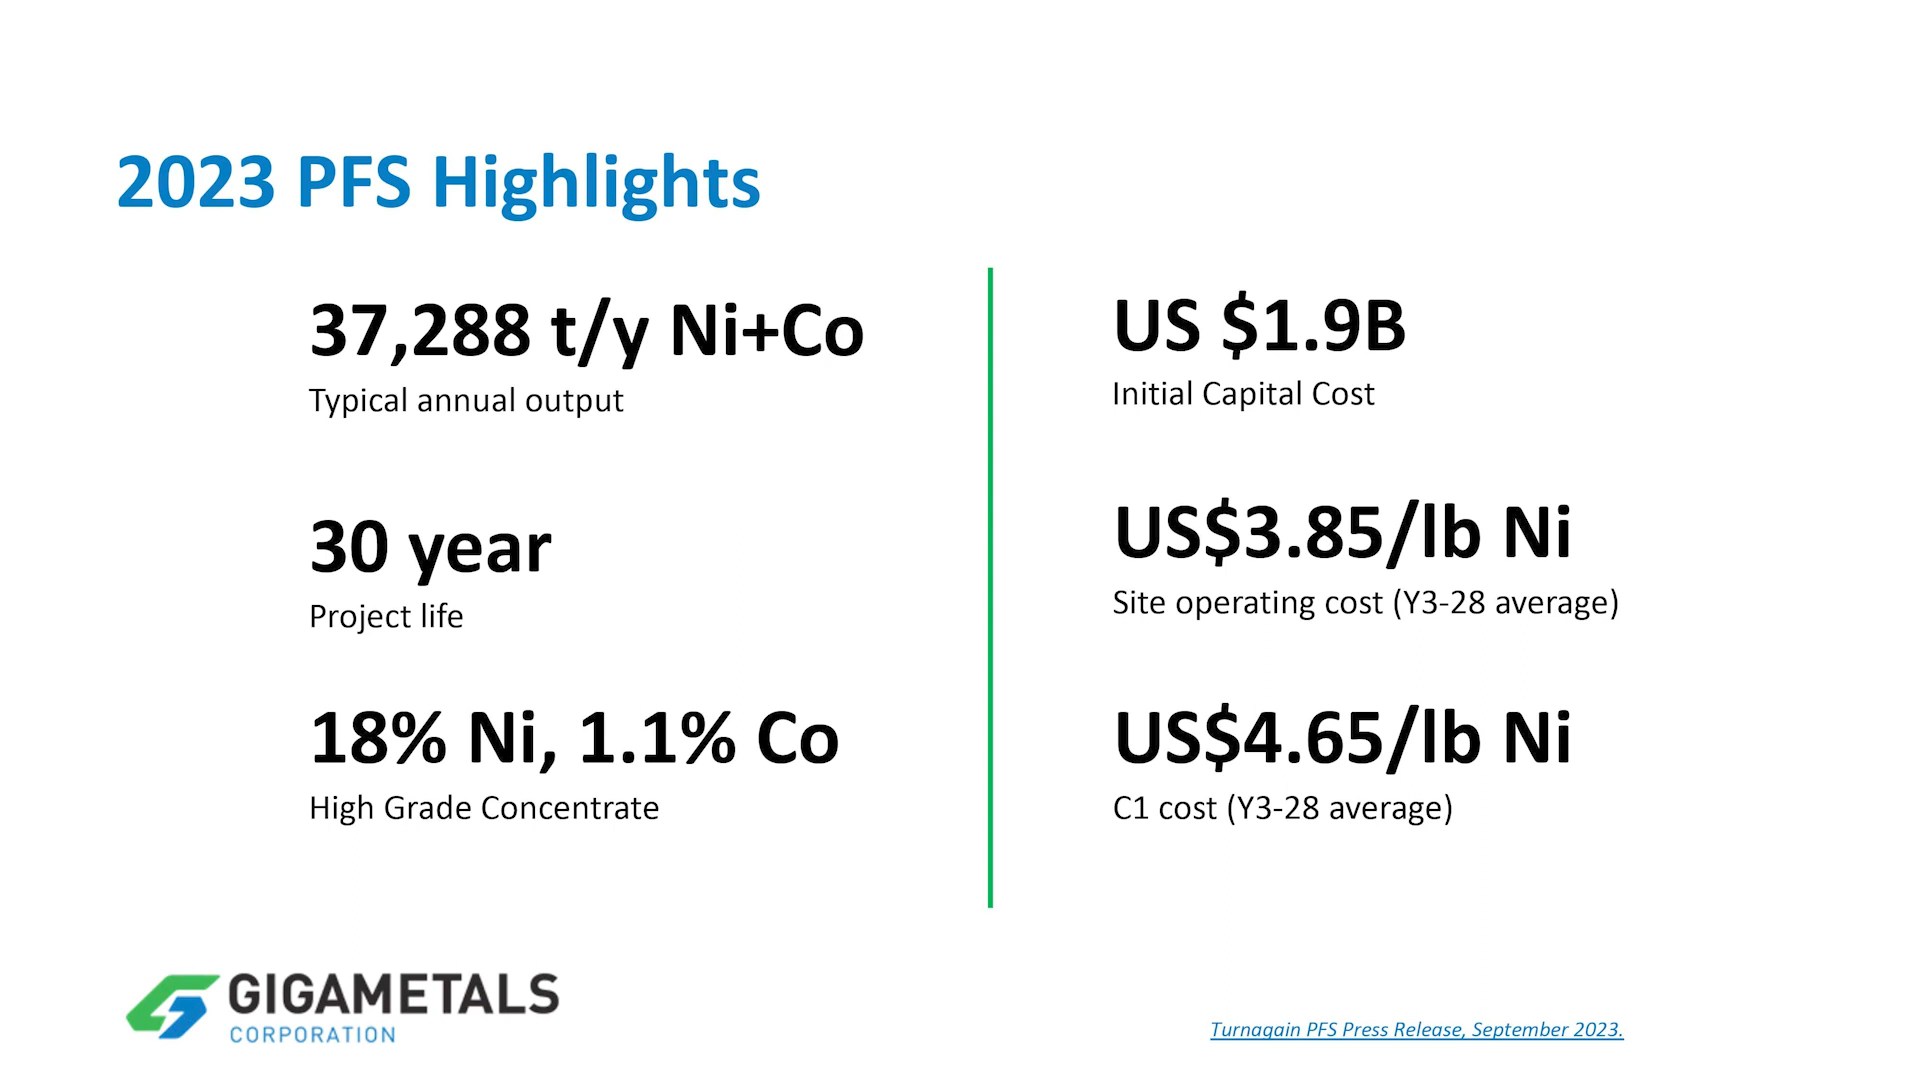 2023 PFS Highlights
37,288 t/y Ni+Co
Typical annual output
30 year
Project life
18% Ni, 1.1% Co
High Grade Concentrate
US $1.9B
Initial Capital Cost
US$3.85/lb Ni
Site operating cost (Y3-28 average)
US$4.65/lb Ni
C1 cost (Y3-28 average)
GIGAMETALS
CORPORATION
Turnagain PFS Press Release, September 2023.